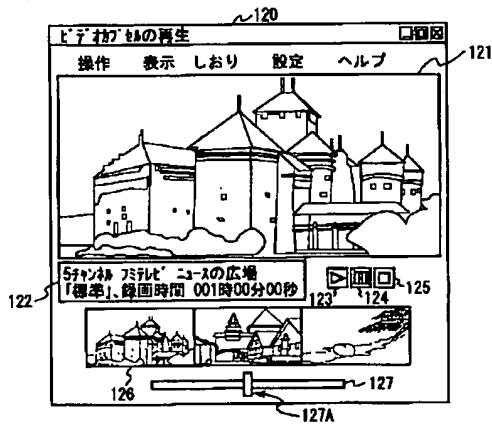 120
ビデオカプセルの再生
操作 表示 しおり 設定 ヘルプ
121
122
5チャンネル フミテレビ ニュースの広場
「標準」、録画時間 001時00分00秒
123
124
125
126
127
127A